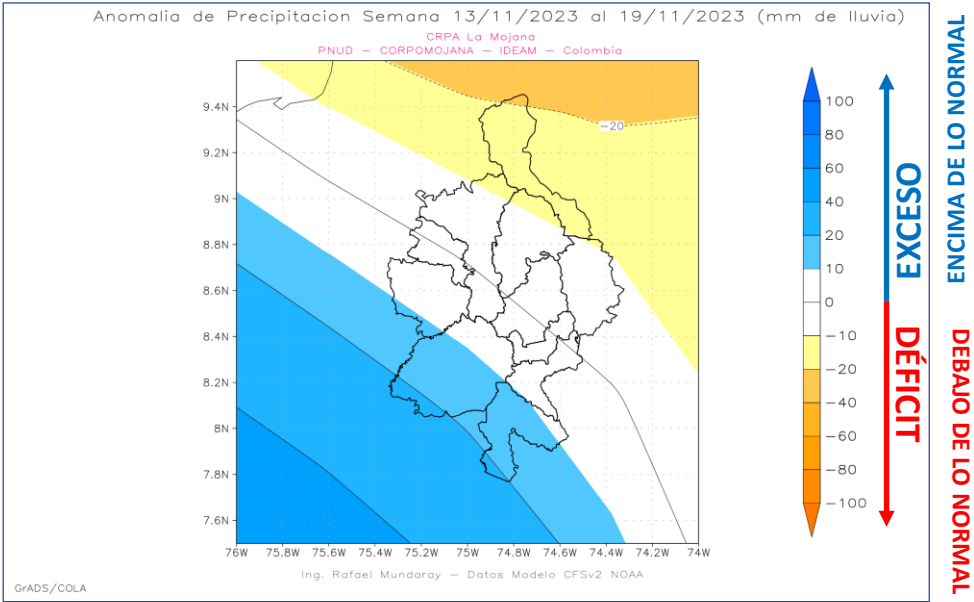 Anomalia de Precipitacion Semana 13/11/2023 al 19/11/2023 (mm de lluvia)
CRPA La Mojana
PNUD – CORPOMOJANA – IDEAM – Colombia
9.4N
9.2N
9N
8.8N
8.6N
8.4N
8.2N
8N
7.8N
7.6N
-20
76W 75.8W 75.6W 75.4W 75.2W 75W 74.8W 74.6W 74.4W 74.2W 74W
100
80
60
40
20
10
0
-10
-20
-40
-60
-80
-100
EXCESO
DÉFICIT
ENCIMA DE LO NORMAL
DEBAJO DE LO NORMAL
Ing. Rafael Mundaray – Datos Modelo CFSv2 NOAA
GrADS/COLA